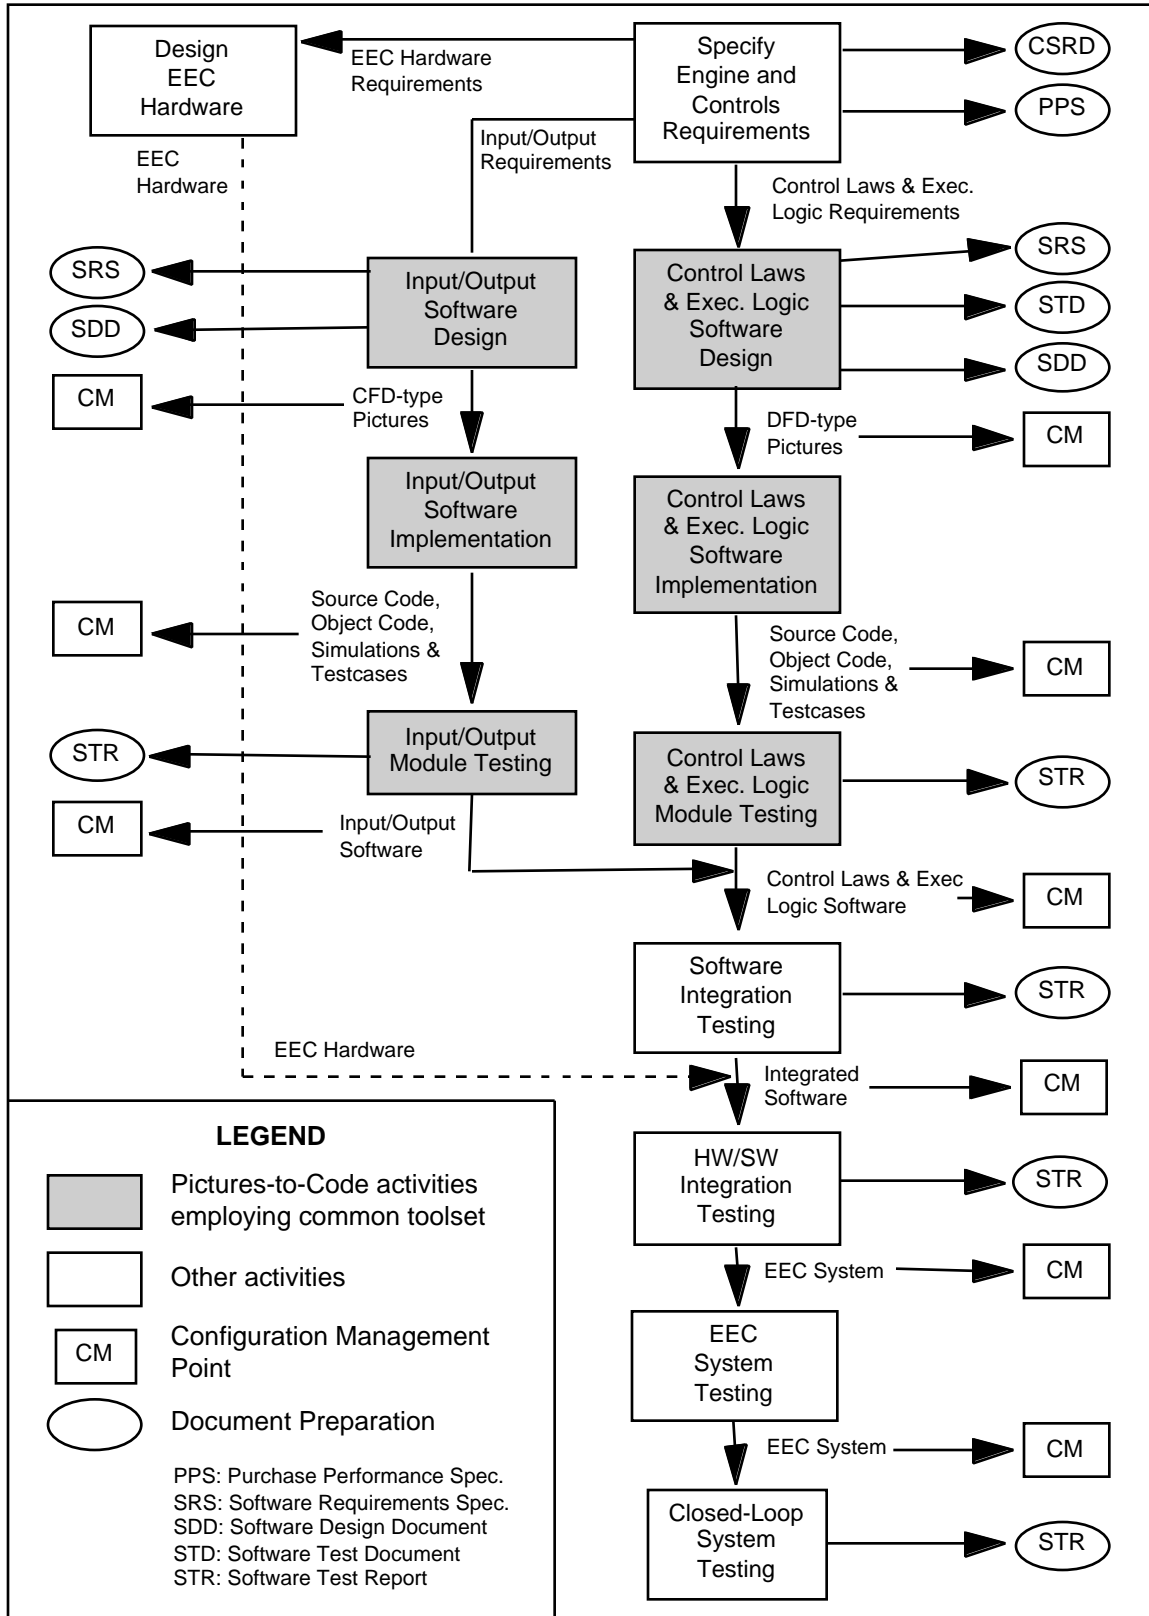 Design
EEC
Hardware
EEC Hardware
Requirements
Specify
Engine and
Controls
Requirements
CSRD
PPS
Input/Output
Requirements
EEC
Hardware
Control Laws & Exec.
Logic Requirements
SRS
SDD
Input/Output
Software
Design
Control Laws
& Exec. Logic
Software
Design
SRS
STD
SDD
CM
CFD-type
Pictures
DFD-type
Pictures
CM
Input/Output
Software
Implementation
Control Laws
& Exec. Logic
Software
Implementation
CM
Source Code,
Object Code,
Simulations &
Testcases
Source Code,
Object Code,
Simulations &
Testcases
CM
STR
Input/Output
Module Testing
Control Laws
& Exec. Logic
Module Testing
STR
CM
Input/Output
Software
Control Laws & Exec
Logic Software
CM
Software
Integration
Testing
STR
EEC Hardware
Integrated
Software
CM
HW/SW
Integration
Testing
STR
EEC System
CM
EEC
System
Testing
EEC System
CM
Closed-Loop
System
Testing
STR
LEGEND
Pictures-to-Code activities
employing common toolset
Other activities
CM
Configuration Management
Point
Document Preparation
PPS: Purchase Performance Spec.
SRS: Software Requirements Spec.
SDD: Software Design Document
STD: Software Test Document
STR: Software Test Report